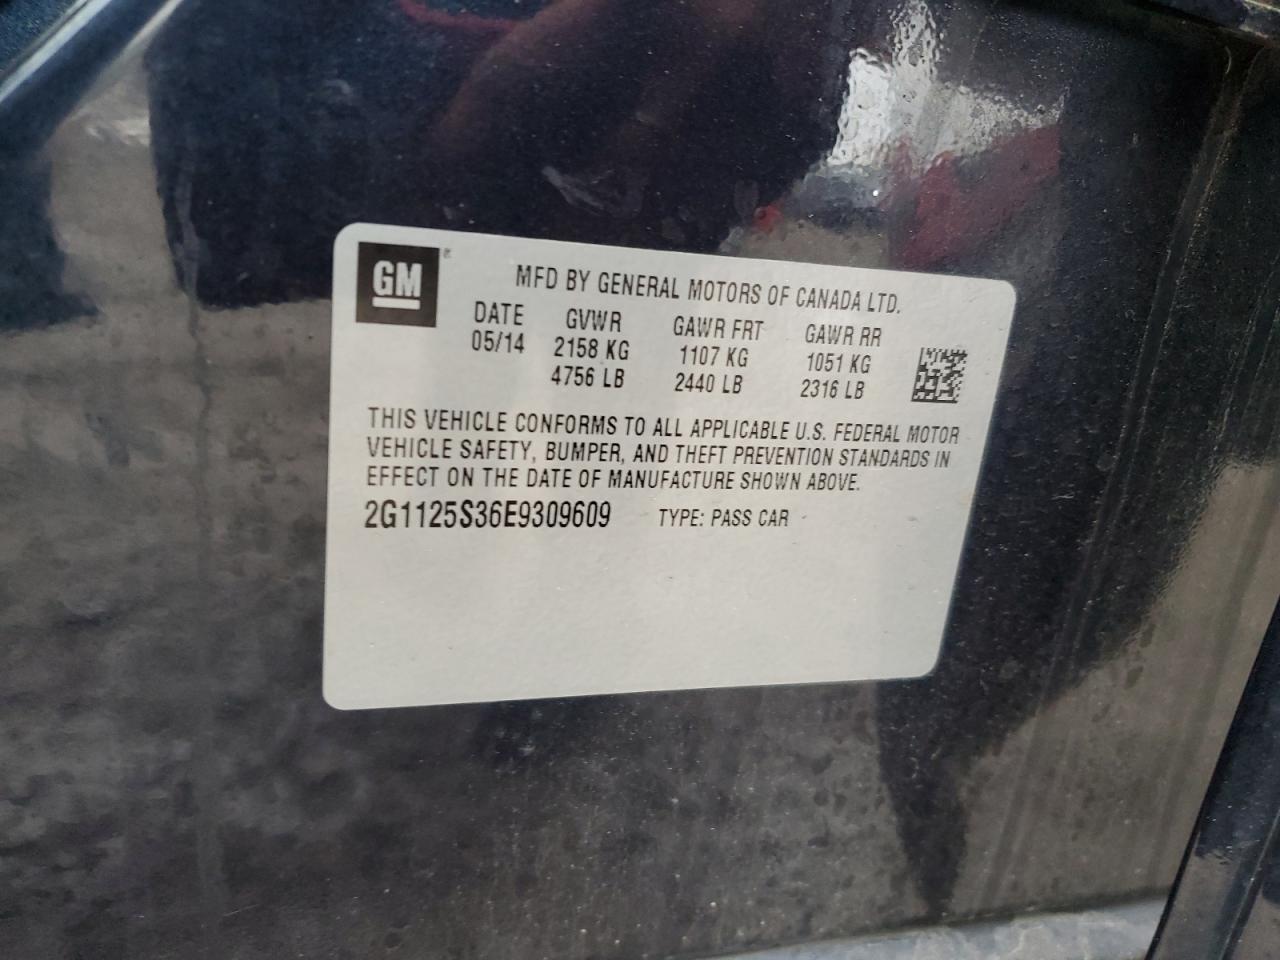 GM
MFD BY GENERAL MOTORS OF CANADA LTD.
DATE GVWR GAWR FRT GAWR RR
05/14 2158 KG 1107 KG 1051 KG
4756 LB 2440 LB 2316 LB
THIS VEHICLE CONFORMS TO ALL APPLICABLE U.S. FEDERAL MOTOR
VEHICLE SAFETY, BUMPER, AND THEFT PREVENTION STANDARDS IN
EFFECT ON THE DATE OF MANUFACTURE SHOWN ABOVE.
2G1125S36E9309609 TYPE: PASS CAR